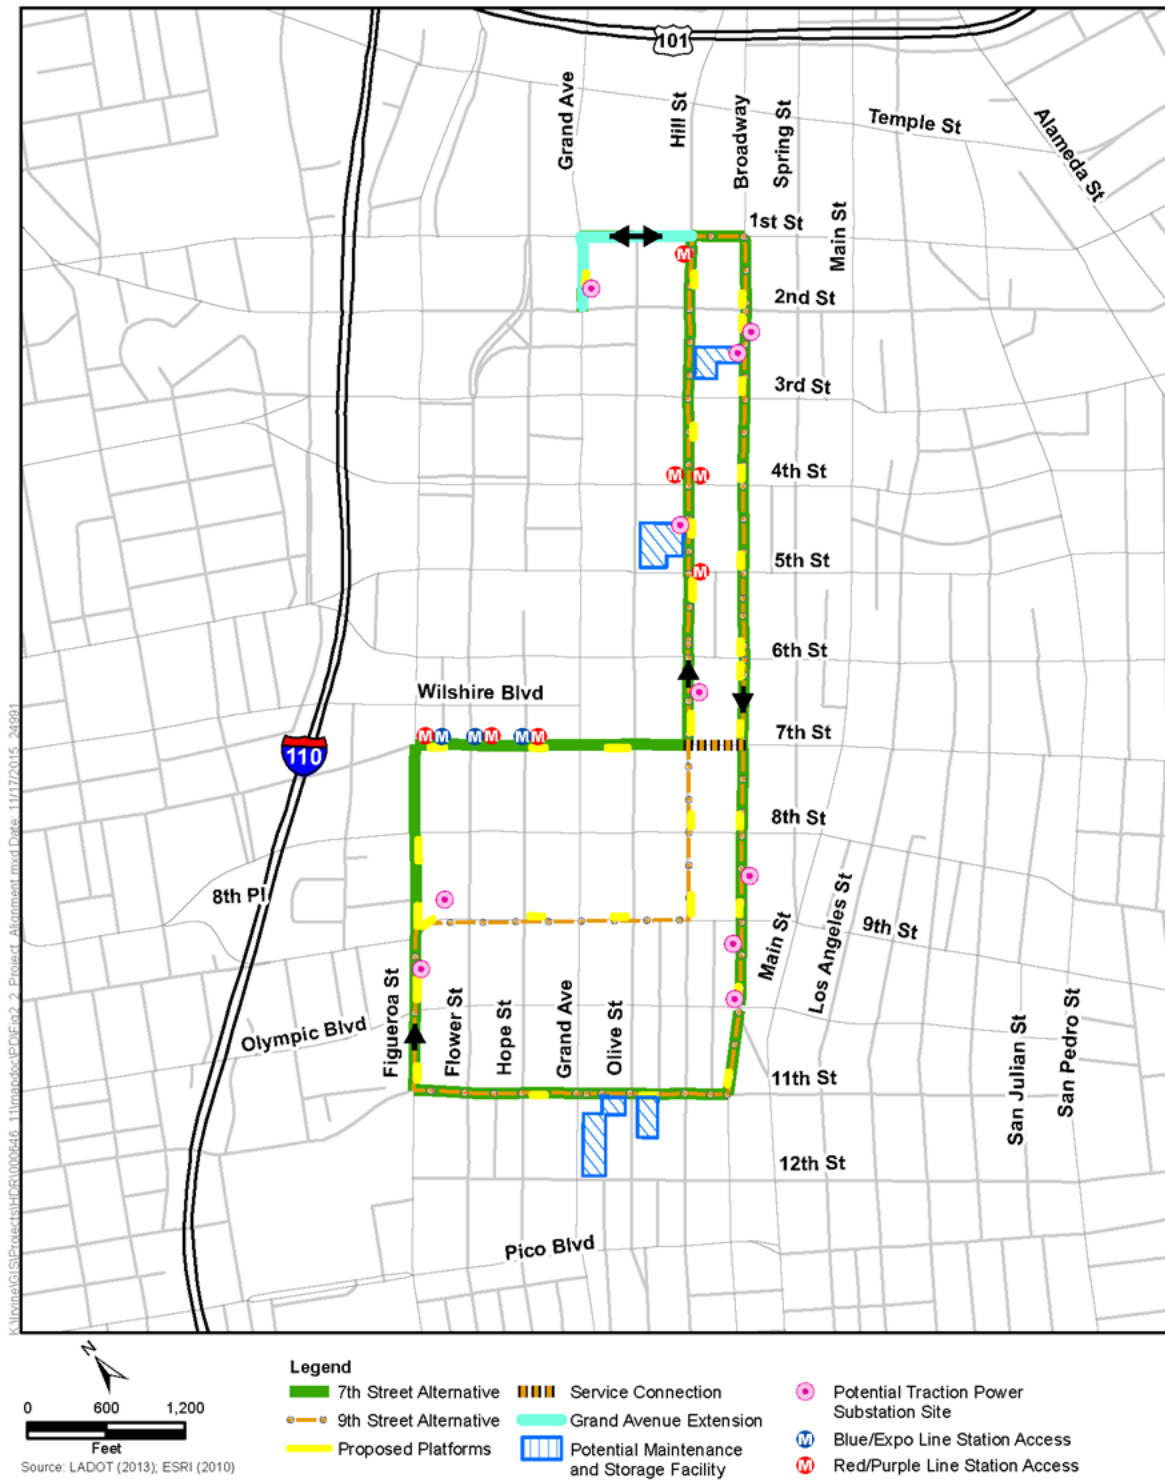 101
Grand Ave
Hill St
Broadway
Spring St
Temple St
Alameda St
1st St
Main St
M
2nd St
3rd St
4th St
M M
5th St
M
6th St
Wilshire Blvd
7th St
M M M M M M
110
8th St
8th Pl
Los Angeles St
9th St
Main St
Figueroa St
Flower St
Hope St
Grand Ave
Olive St
Olympic Blvd
San Julian St
San Pedro St
11th St
12th St
Pico Blvd
N
0 600 1,200
Feet
Source: LADOT (2013); ESRI (2010)
Legend
7th Street Alternative
9th Street Alternative
Proposed Platforms
Service Connection
Grand Avenue Extension
Potential Maintenance
and Storage Facility
Potential Traction Power
Substation Site
M Blue/Expo Line Station Access
M Red/Purple Line Station Access